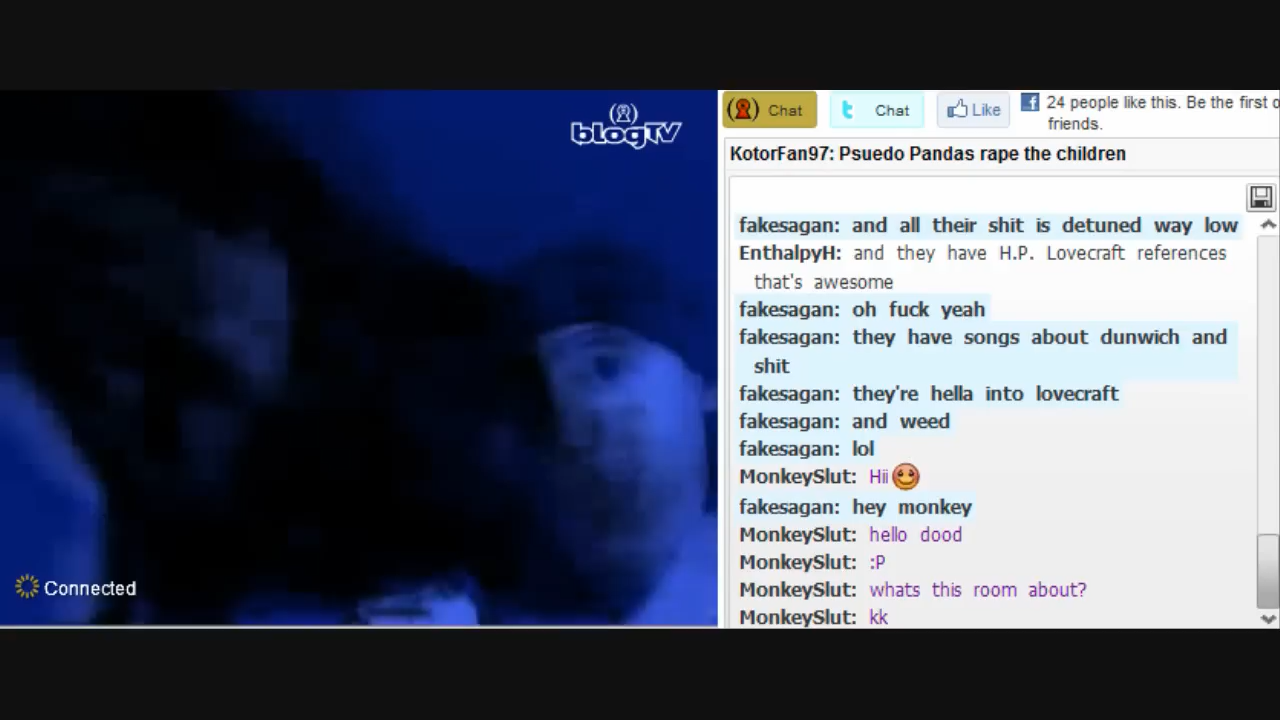 blogTV
Connected
Chat
Chat
Like
24 people like this. Be the first o
friends.
KotorFan97: Psuedo Pandas rape the children
fakesagan: and all their shit is detuned way low
EnthalpyH: and they have H.P. Lovecraft references
that's awesome
fakesagan: oh fuck yeah
fakesagan: they have songs about dunwich and
shit
fakesagan: they're hella into lovecraft
fakesagan: and weed
fakesagan: lol
MonkeySlut: Hii
fakesagan: hey monkey
MonkeySlut: hello dood
MonkeySlut: :P
MonkeySlut: whats this room about?
MonkeySlut: kk